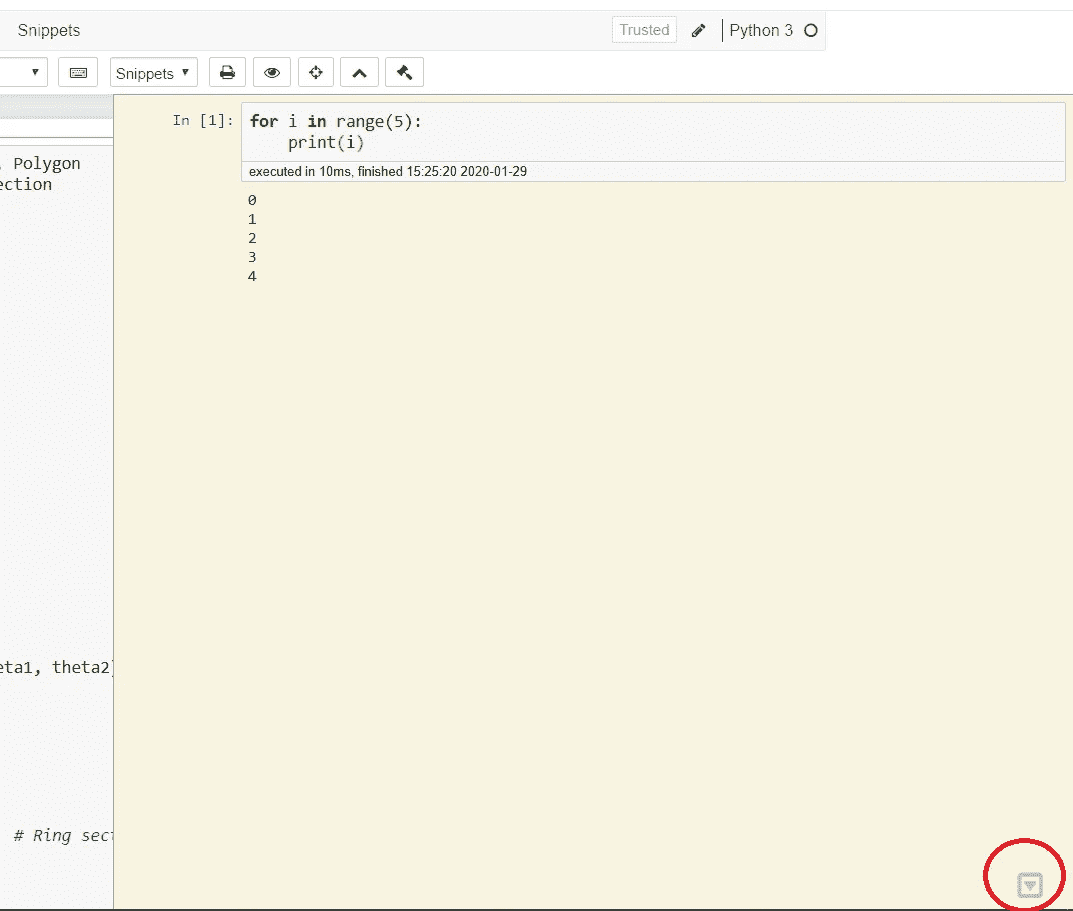 Snippets Trusted Python 3
Snippets
, Polygon
ection
eta1, theta2
# Ring sect
In [1]: for i in range(5):
    print(i)
executed in 10ms, finished 15:25:20 2020-01-29
0
1
2
3
4